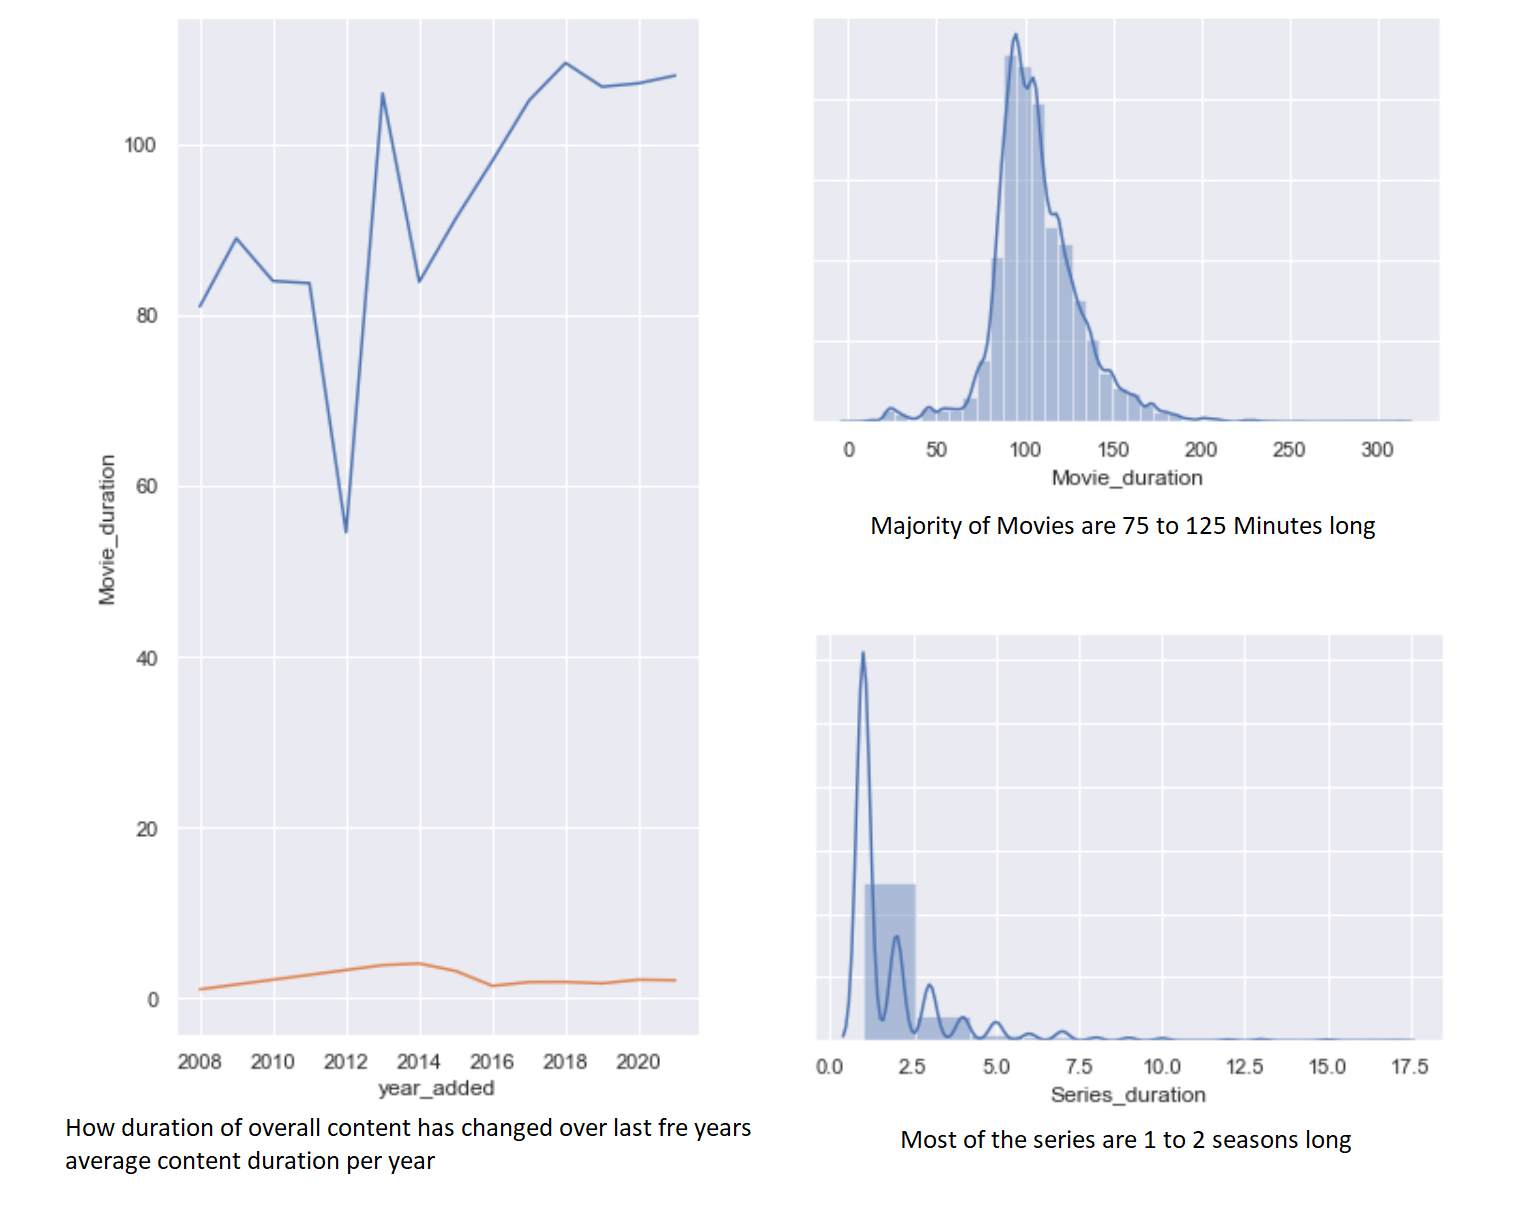 100
80
60
40
20
0
Movie_duration
2008 2010 2012 2014 2016 2018 2020
year_added
How duration of overall content has changed over last fre years
average content duration per year
0 50 100 150 200 250 300
Movie_duration
Majority of Movies are 75 to 125 Minutes long
0.0 2.5 5.0 7.5 10.0 12.5 15.0 17.5
Series_duration
Most of the series are 1 to 2 seasons long